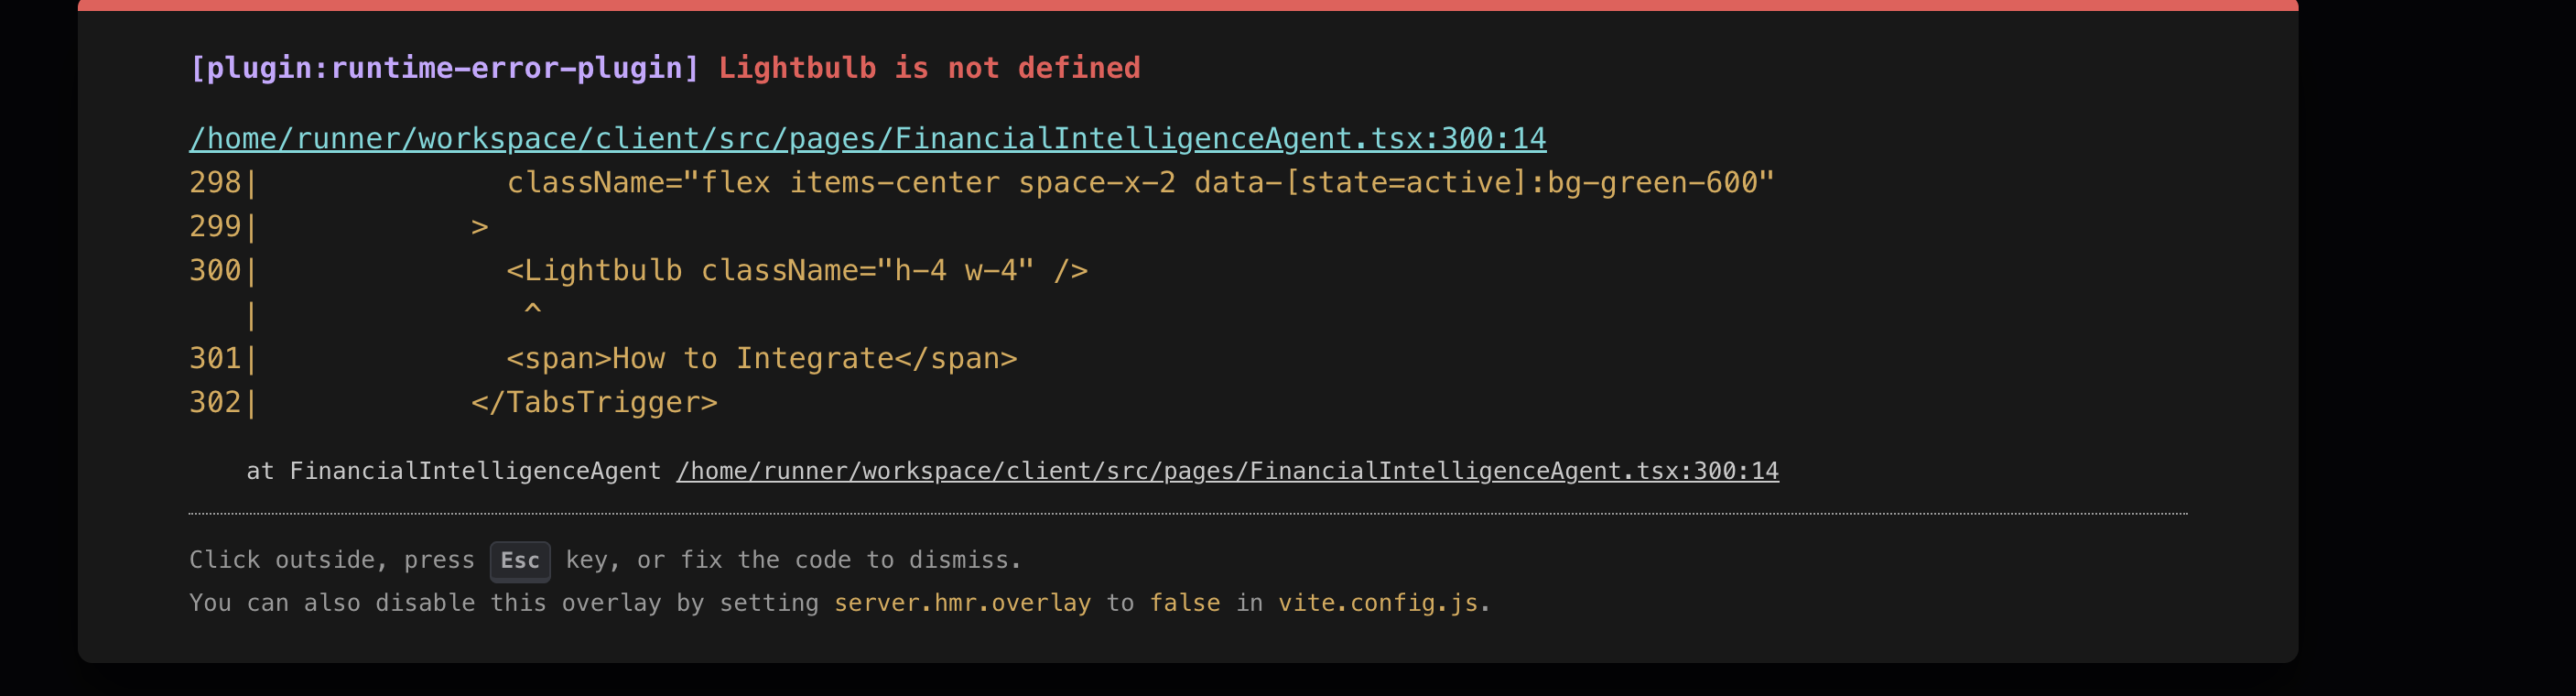 [plugin:runtime-error-plugin] Lightbulb is not defined
/home/runner/workspace/client/src/pages/FinancialIntelligenceAgent.tsx:300:14
298|              className="flex items-center space-x-2 data-[state=active]:bg-green-600"
299|            >
300|              <Lightbulb className="h-4 w-4" />
   |               ^
301|              <span>How to Integrate</span>
302|            </TabsTrigger>
at FinancialIntelligenceAgent /home/runner/workspace/client/src/pages/FinancialIntelligenceAgent.tsx:300:14
Click outside, press Esc key, or fix the code to dismiss.
You can also disable this overlay by setting server.hmr.overlay to false in vite.config.js.